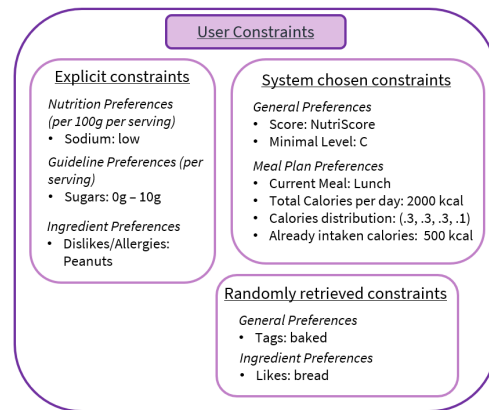 User Constraints
Explicit constraints
Nutrition Preferences
(per 100g per serving)
• Sodium: low
Guideline Preferences (per
serving)
• Sugars: 0g – 10g
Ingredient Preferences
• Dislikes/Allergies:
Peanuts
System chosen constraints
General Preferences
• Score: NutriScore
• Minimal Level: C
Meal Plan Preferences
• Current Meal: Lunch
• Total Calories per day: 2000 kcal
• Calories distribution: (.3, .3, .3, .1)
• Already intaken calories: 500 kcal
Randomly retrieved constraints
General Preferences
• Tags: baked
Ingredient Preferences
• Likes: bread